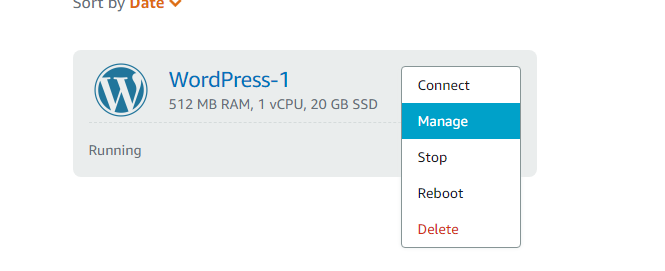 Sort by Date
WordPress-1
512 MB RAM, 1 vCPU, 20 GB SSD
Running
Connect
Manage
Stop
Reboot
Delete